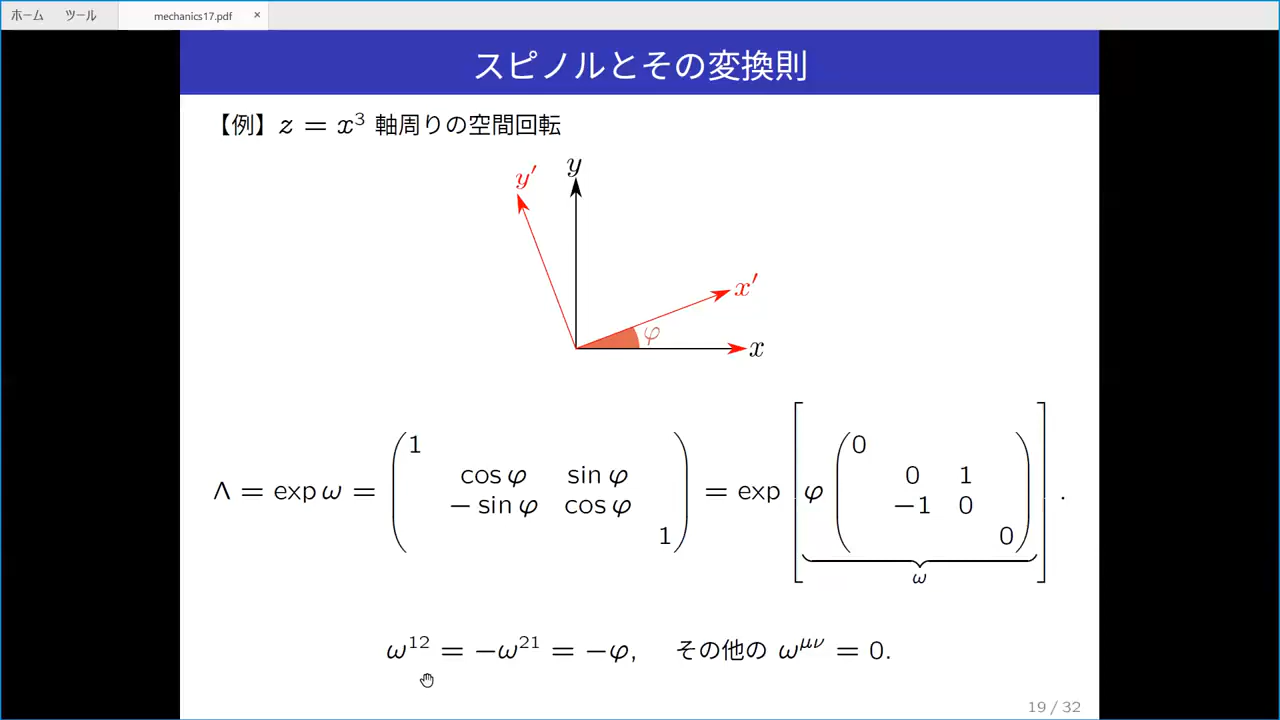 ホーム ツール mechanics17.pdf ×
スピノルとその変換則
【例】z = x³ 軸周りの空間回転
y
y′
x′
φ
x
Λ = exp ω = ( 1
cos φ sin φ
− sin φ cos φ
1 ) = exp [ φ ( 0
0 1
−1 0
0 ) ] .
ω
ω¹² = −ω²¹ = −φ, その他の ω^μν = 0.
19 / 32